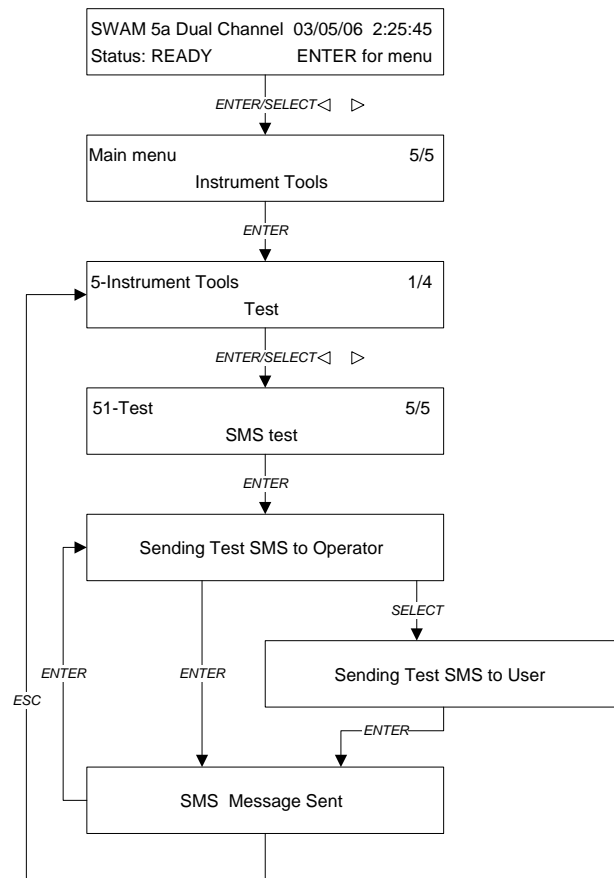 SWAM 5a Dual Channel 03/05/06 2:25:45
Status: READY ENTER for menu
ENTER/SELECT
Main menu 5/5
Instrument Tools
ENTER
5-Instrument Tools 1/4
Test
ENTER/SELECT
51-Test 5/5
SMS test
ENTER
Sending Test SMS to Operator
SELECT
ENTER
ENTER
Sending Test SMS to User
ESC
ENTER
SMS Message Sent